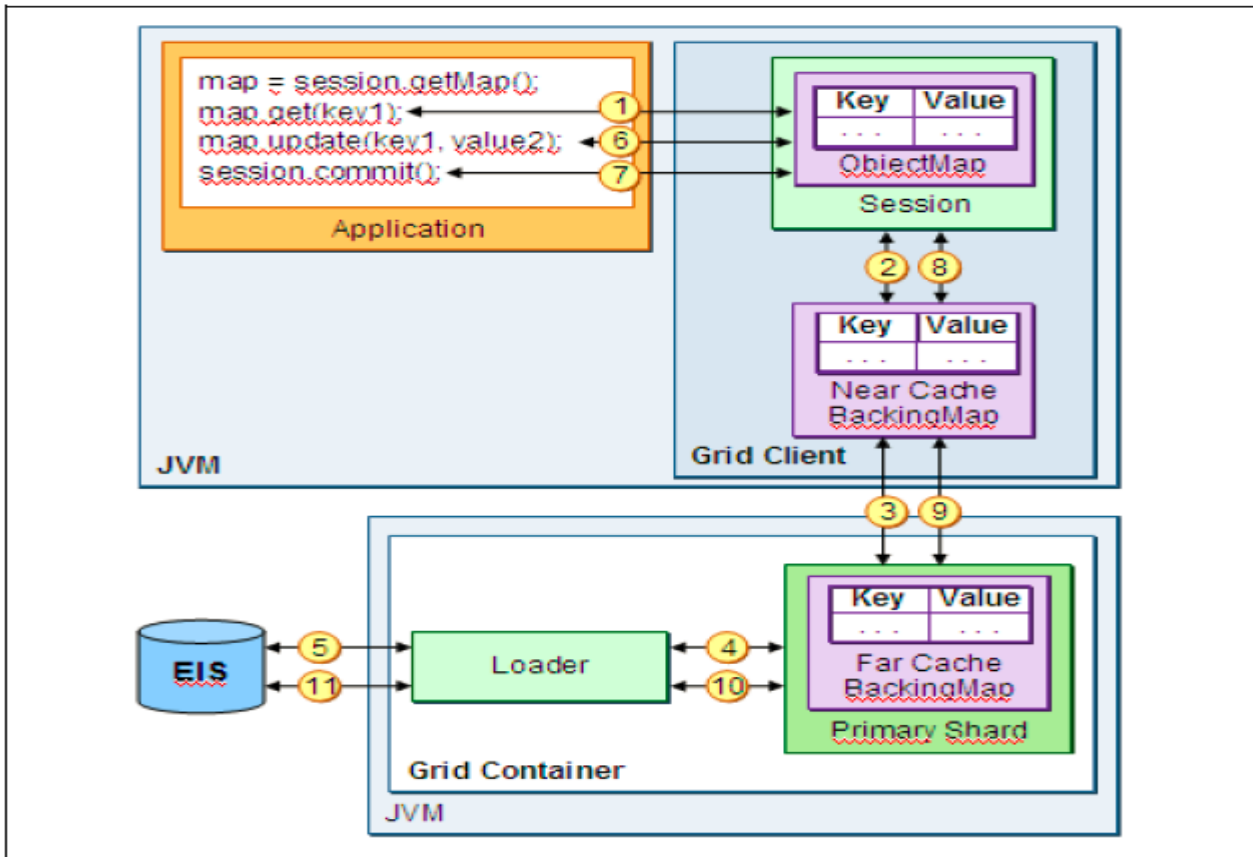 map = session.getMap();
map.get(key1);
1
map.update(key1, value2);
6
session.commit();
7
Application
Key Value
. . . . . .
ObjectMap
Session
2 8
Key Value
. . . . . .
Near Cache
BackingMap
Grid Client
JVM
3 9
Key Value
. . . . . .
Far Cache
BackingMap
Primary Shard
EIS
5
11
Loader
4
10
Grid Container
JVM